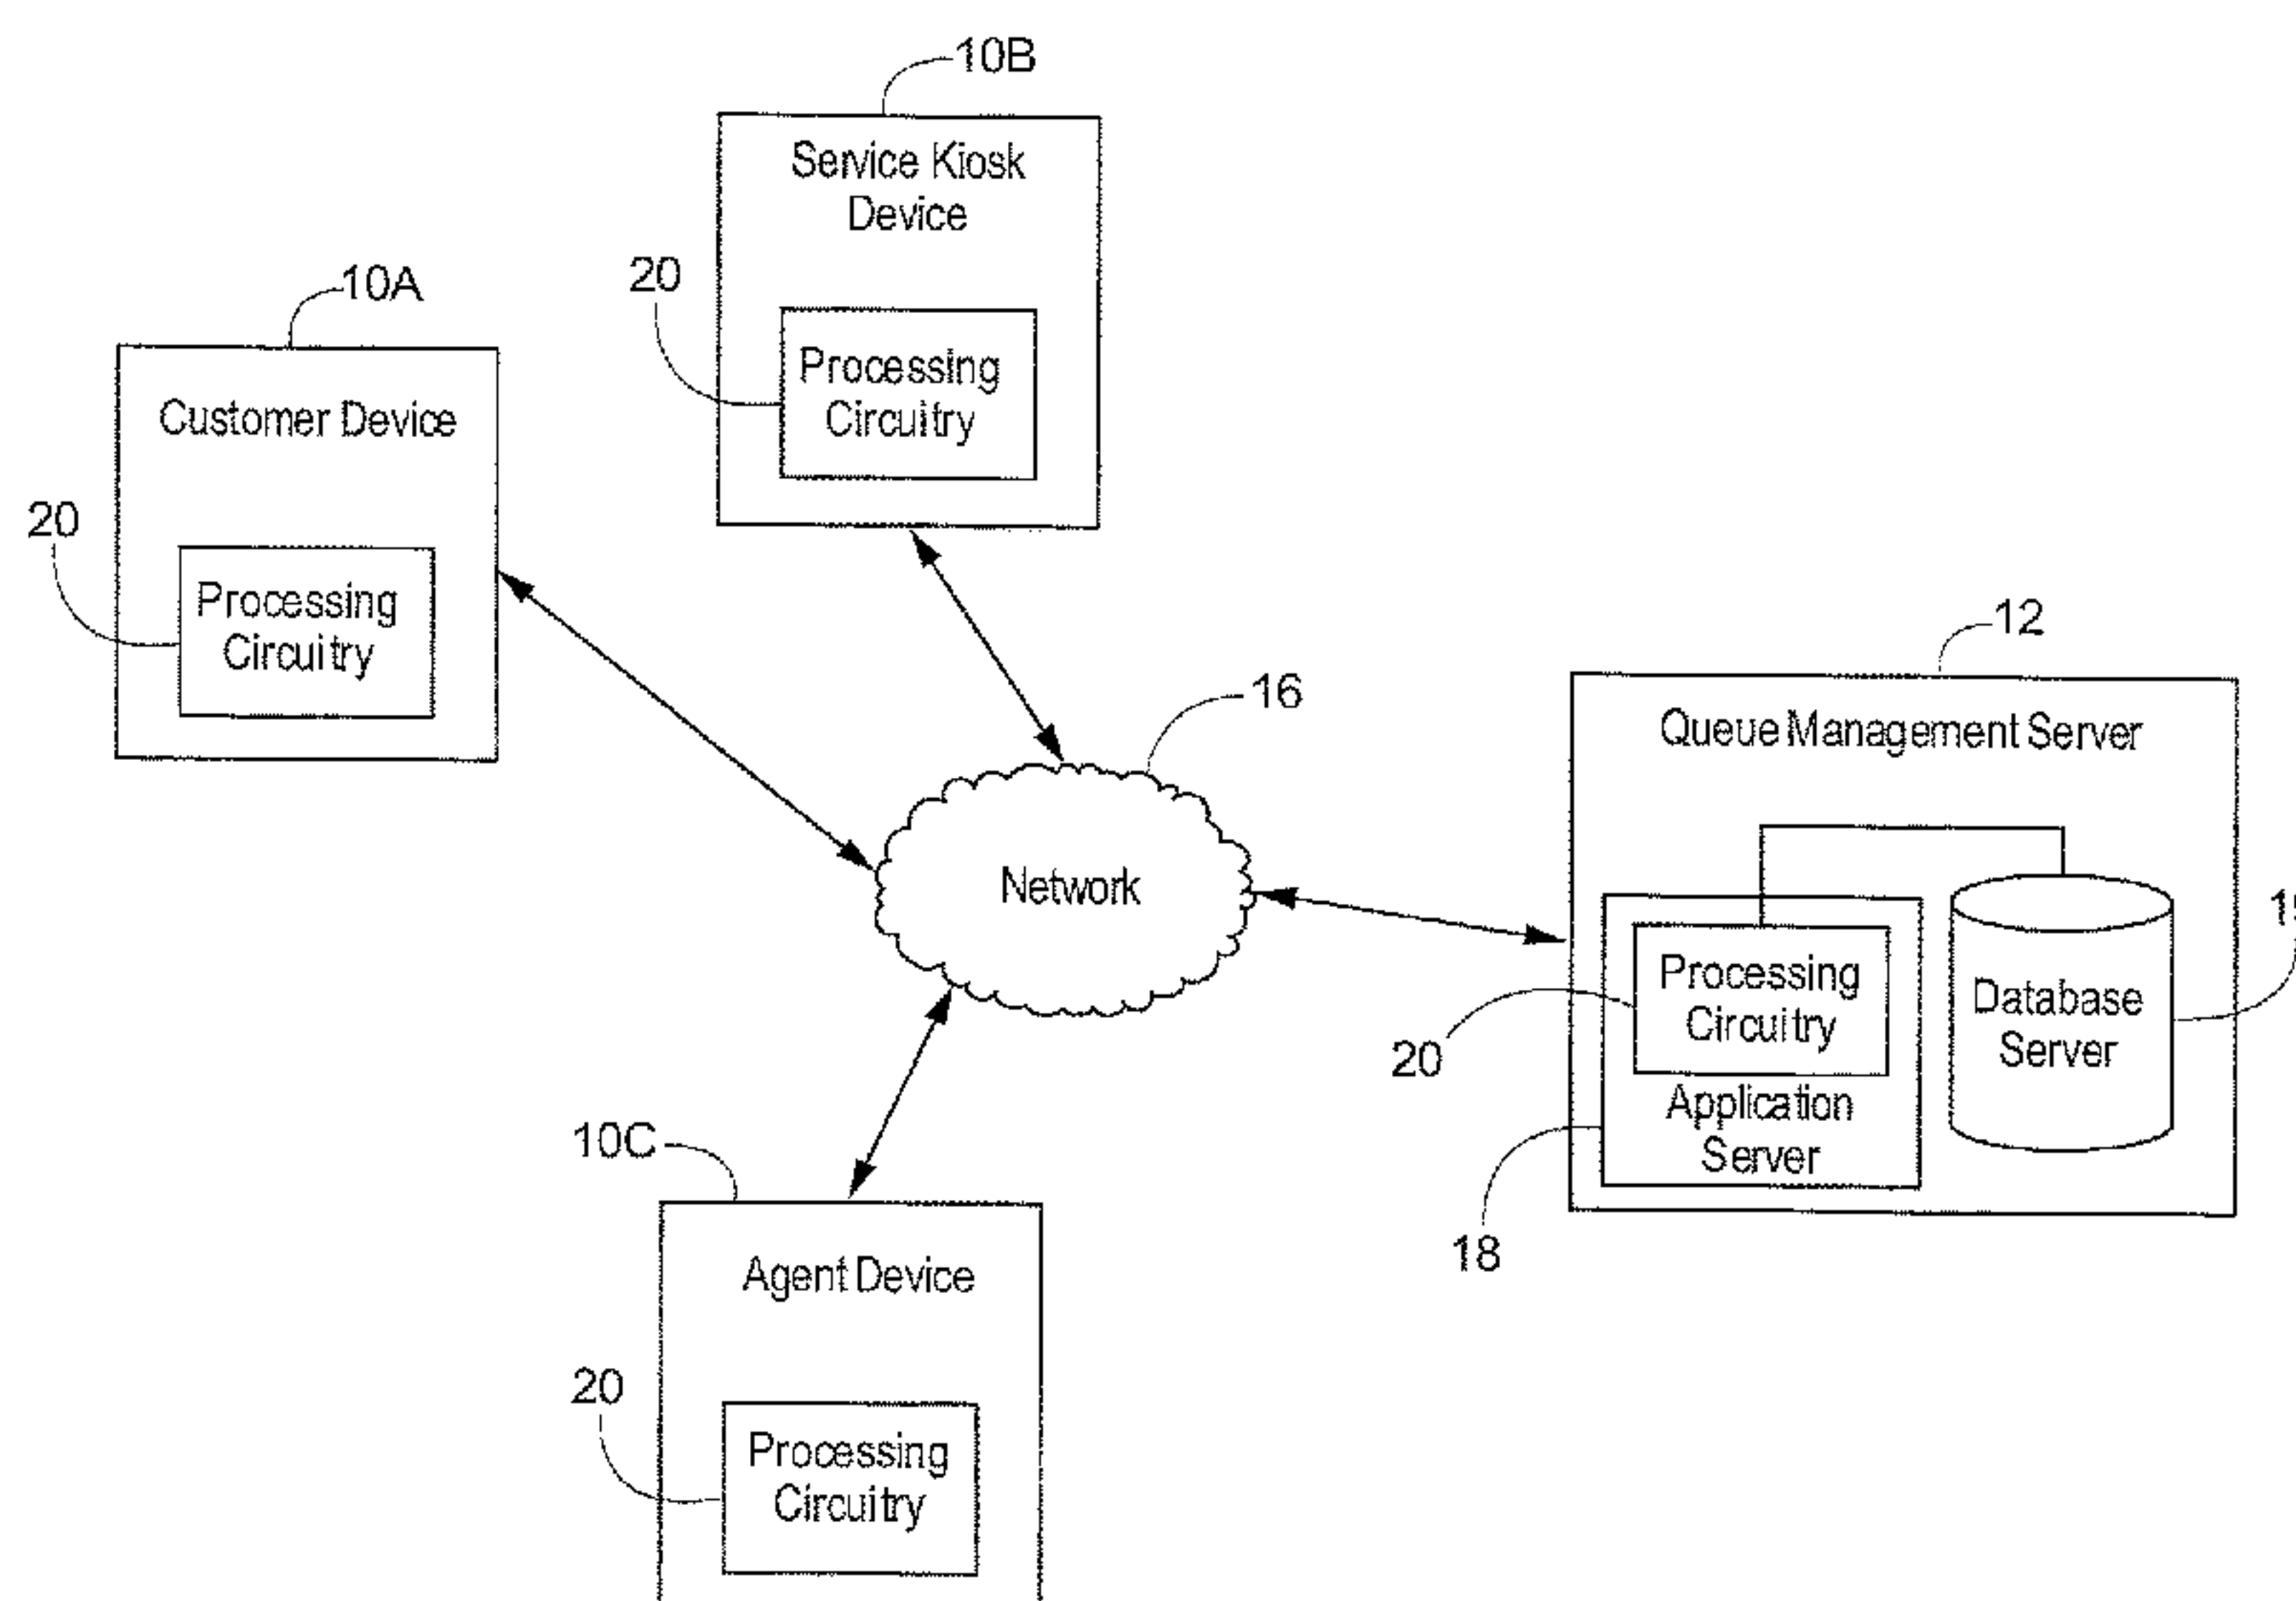 10B
Service Kiosk
Device
20
Processing
Circuitry
10A
Customer Device
20
Processing
Circuitry
16
Network
12
Queue Management Server
Processing
Circuitry
20
Application
Server
18
Database
Server
10C
Agent Device
20
Processing
Circuitry